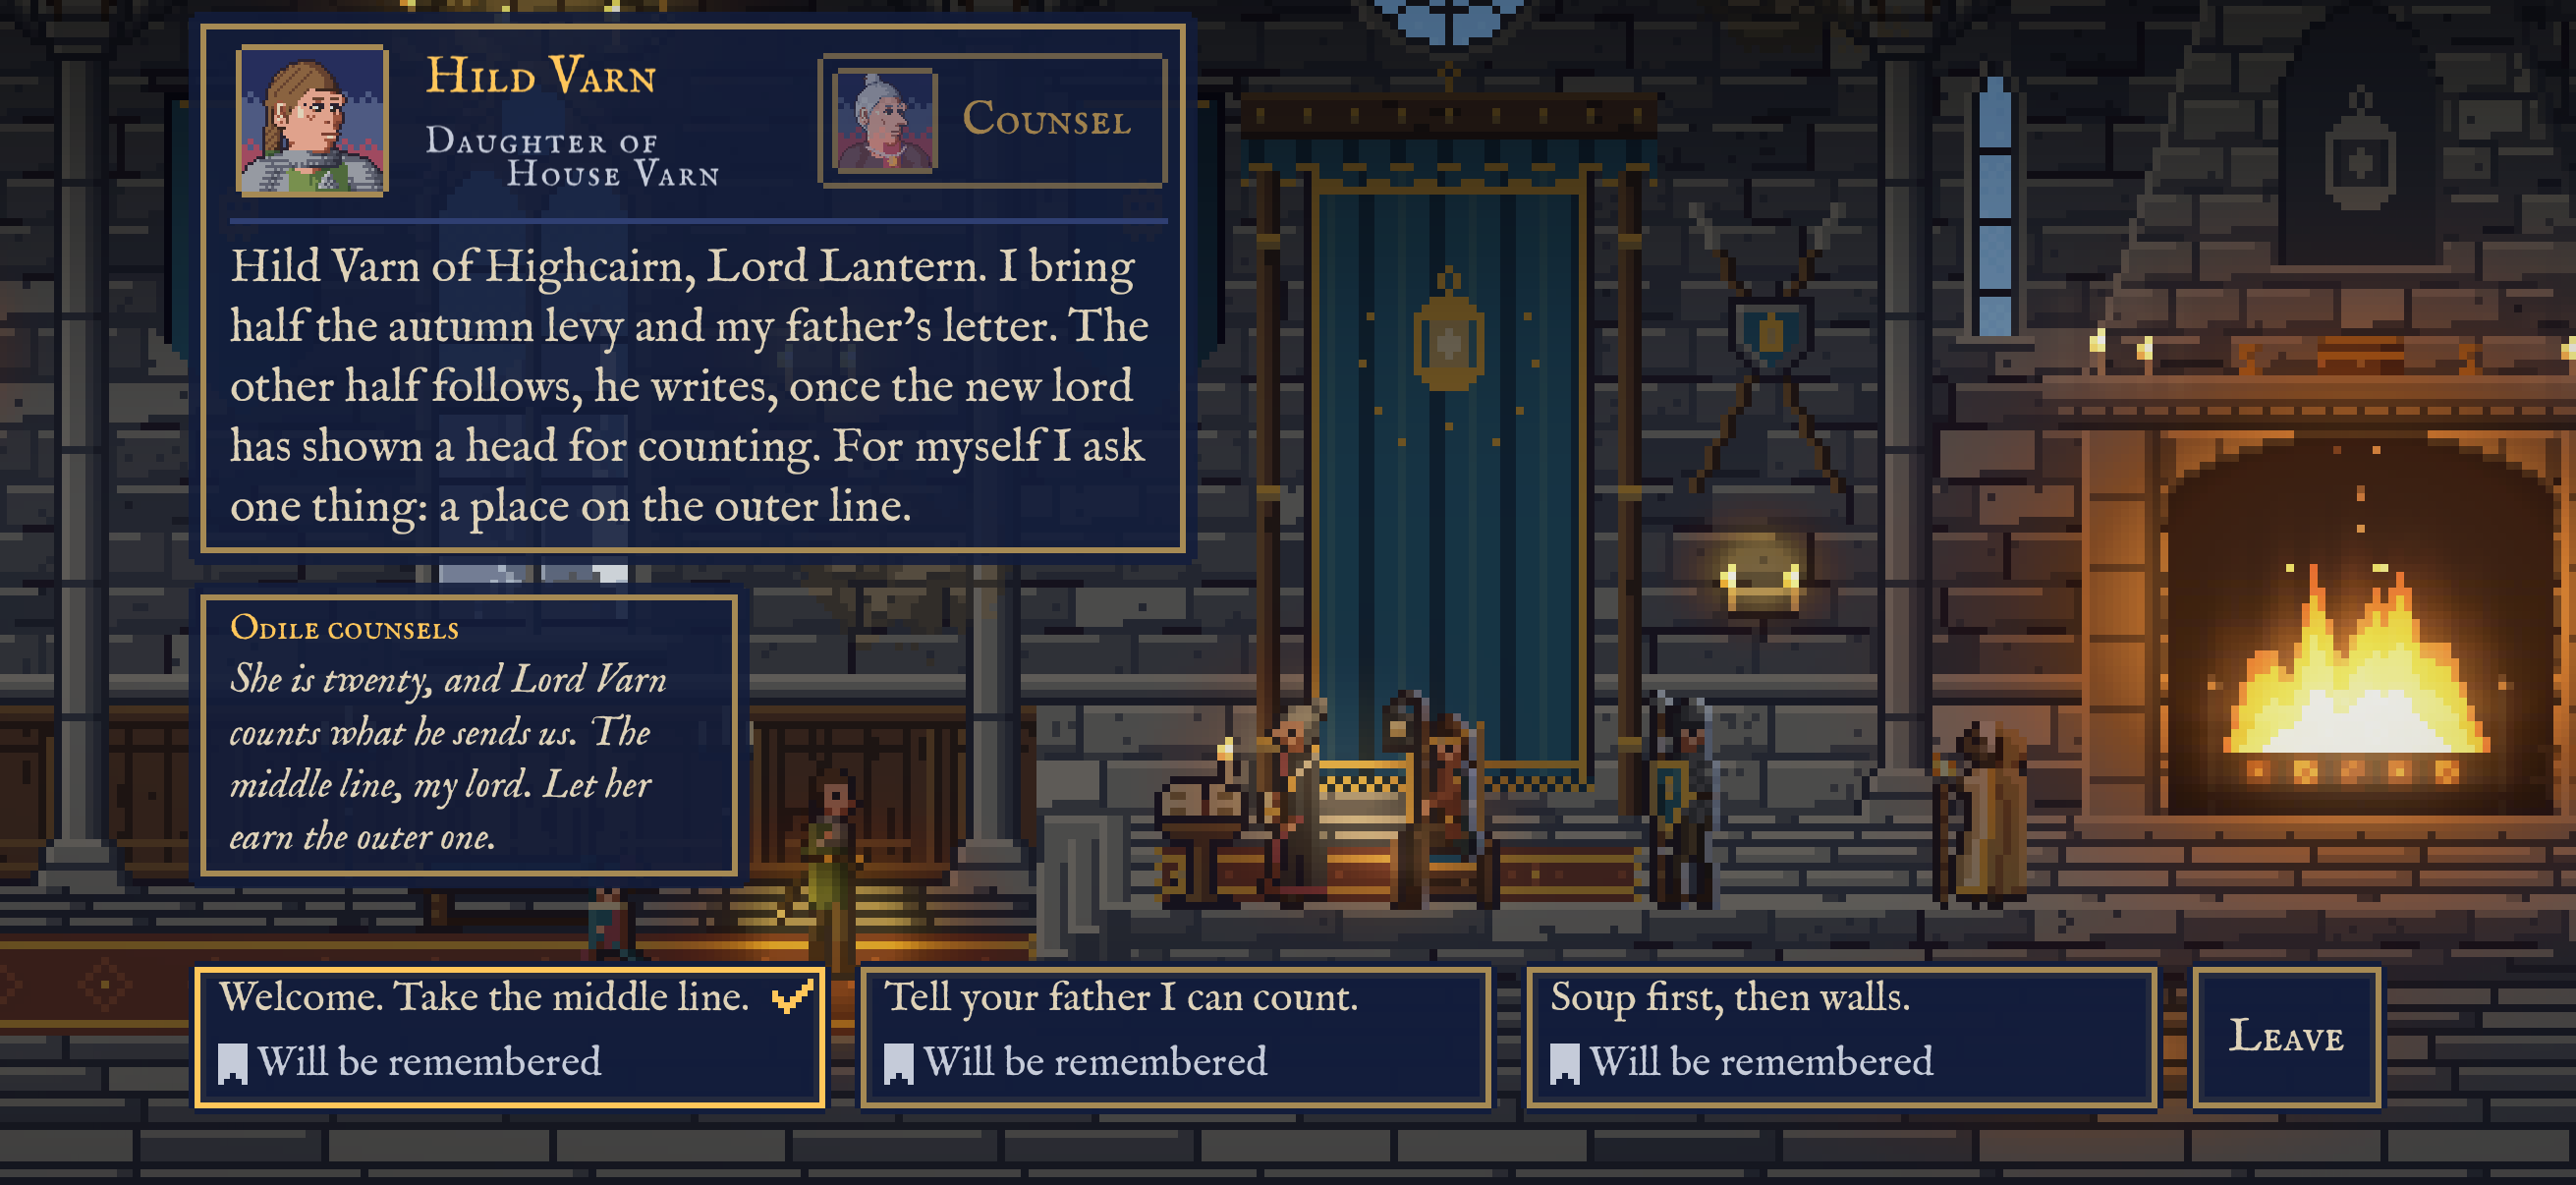 Hild Varn
Daughter of
House Varn
Counsel
Hild Varn of Highcairn, Lord Lantern. I bring
half the autumn levy and my father’s letter. The
other half follows, he writes, once the new lord
has shown a head for counting. For myself I ask
one thing: a place on the outer line.
Odile counsels
She is twenty, and Lord Varn
counts what he sends us. The
middle line, my lord. Let her
earn the outer one.
Welcome. Take the middle line.
Will be remembered
Tell your father I can count.
Will be remembered
Soup first, then walls.
Will be remembered
Leave